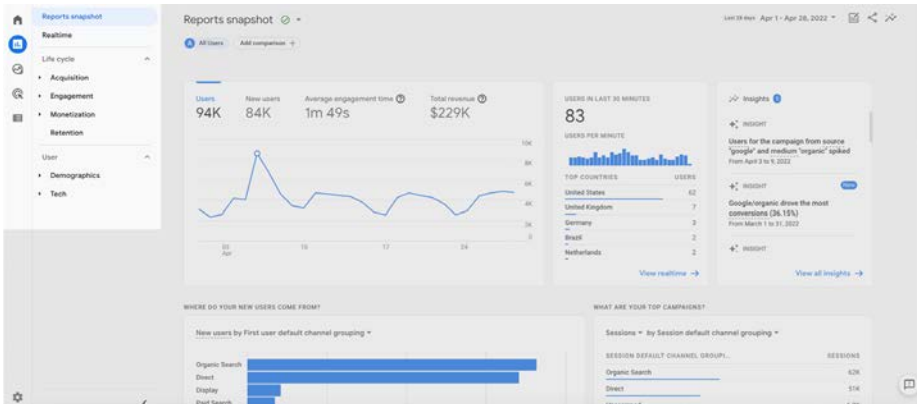 Reports snapshot
Realtime
Life cycle
Acquisition
Engagement
Monetization
Retention
User
Demographics
Tech
Reports snapshot
Last 28 days Apr 1 - Apr 28, 2022
A All Users Add comparison +
Users New users Average engagement time Total revenue
94K 84K 1m 49s $229K
10K
8K
6K
4K
2K
0
03 10 17 24
Apr
USERS IN LAST 30 MINUTES
83
USERS PER MINUTE
TOP COUNTRIES USERS
United States 62
United Kingdom 7
Germany 3
Brazil 2
Netherlands 2
View realtime →
Insights
INSIGHT
Users for the campaign from source
"google" and medium "organic" spiked
From April 3 to 9, 2022
INSIGHT New
Google/organic drove the most
conversions (36.15%)
From March 1 to 31, 2022
INSIGHT
View all insights →
WHERE DO YOUR NEW USERS COME FROM?
New users by First user default channel grouping
Organic Search
Direct
Display
Paid Search
WHAT ARE YOUR TOP CAMPAIGNS?
Sessions by Session default channel grouping
SESSION DEFAULT CHANNEL GROUPI... SESSIONS
Organic Search 62K
Direct 51K